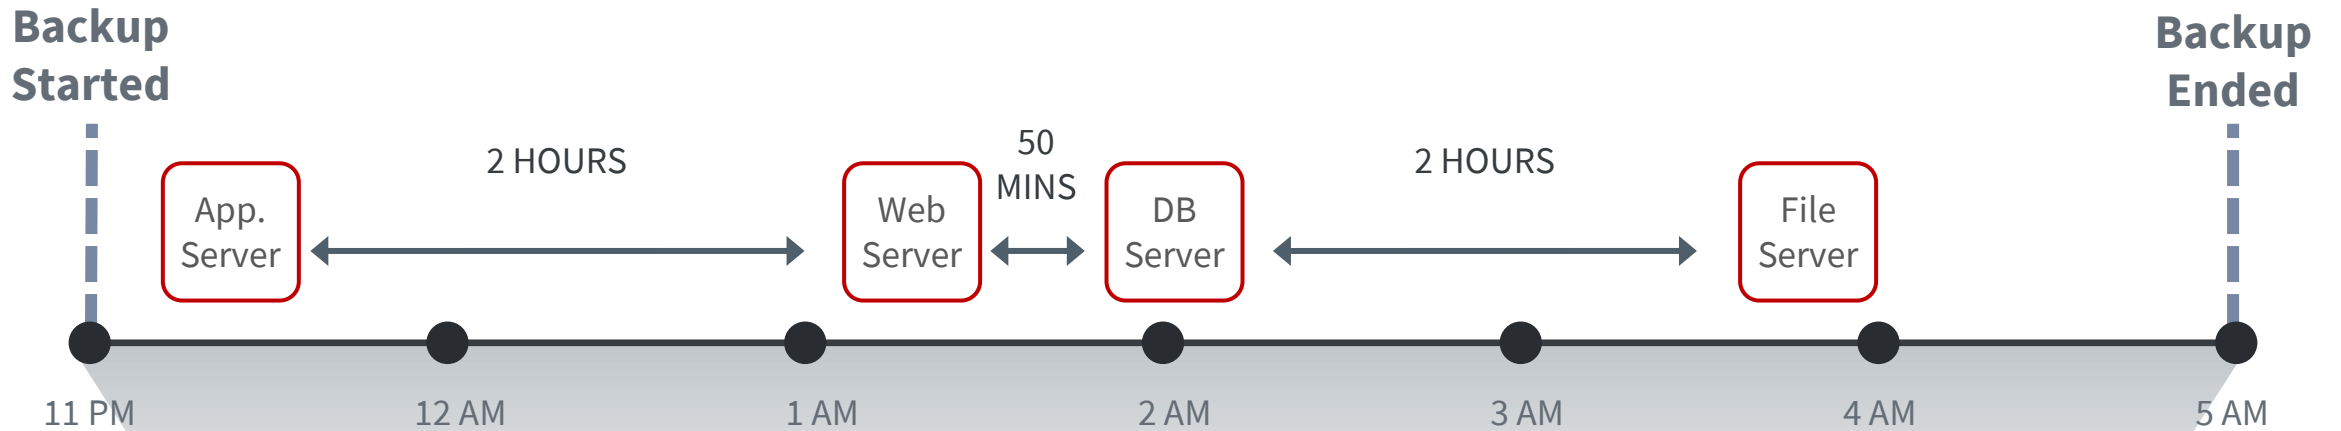 Backup
Started
Backup
Ended
2 HOURS
50
MINS
2 HOURS
App.
Server
Web
Server
DB
Server
File
Server
11 PM
12 AM
1 AM
2 AM
3 AM
4 AM
5 AM